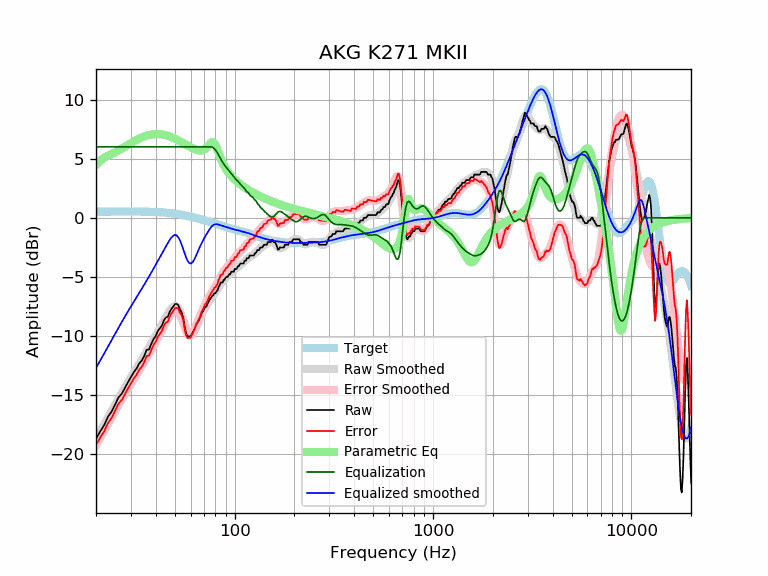 AKG K271 MKII
10
5
0
−5
−10
−15
−20
Amplitude (dBr)
Target
Raw Smoothed
Error Smoothed
Raw
Error
Parametric Eq
Equalization
Equalized smoothed
100
1000
10000
Frequency (Hz)